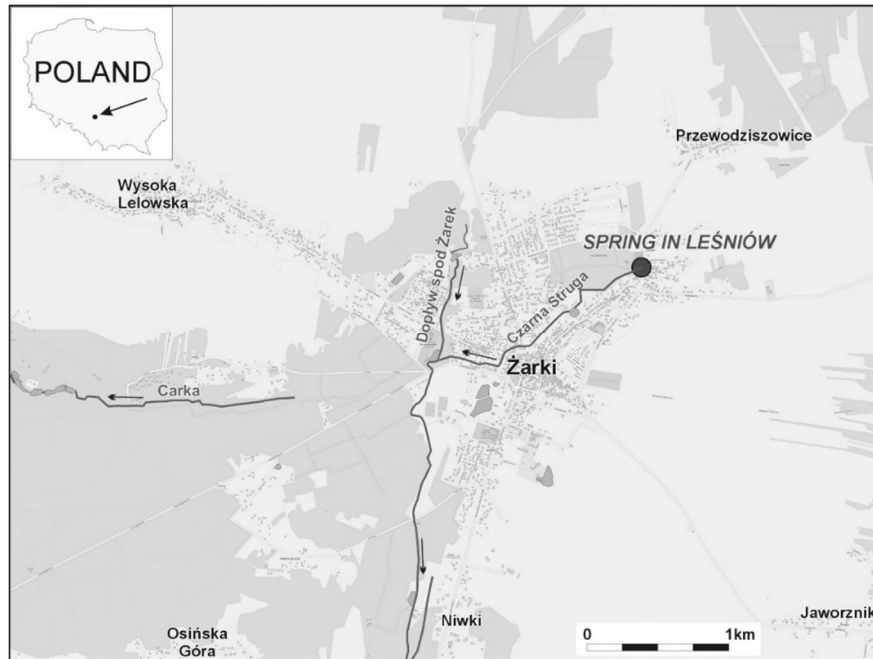 POLAND
Przewodziszowice
Wysoka
Lelowska
SPRING IN LEŚNIÓW
Dopływ spod Żarek
Czarna Struga
Żarki
Carka
Niwki
Osińska
Góra
Jaworznik
0 1km